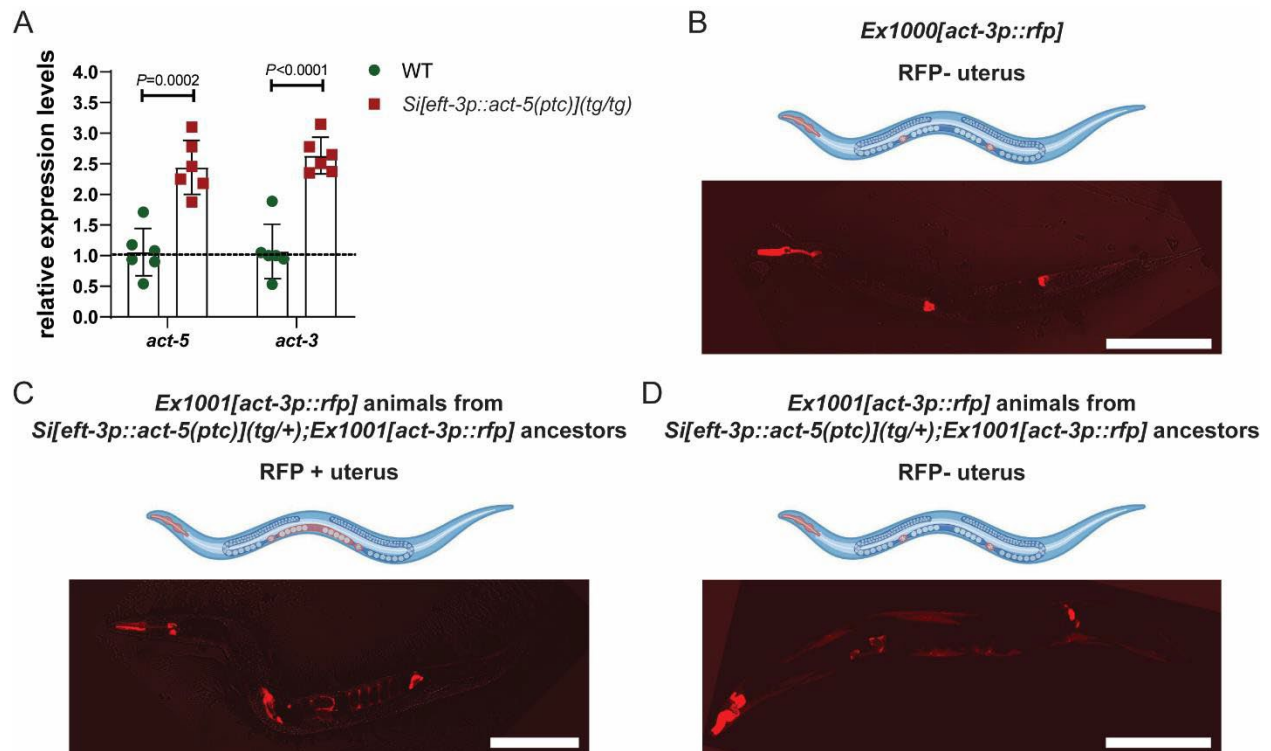 A
relative expression levels
4.0
3.5
3.0
2.5
2.0
1.5
1.0
0.5
0.0
P=0.0002
P<0.0001
act-5
act-3
WT
Si[eft-3p::act-5(ptc)](tg/tg)
B
Ex1000[act-3p::rfp]
RFP- uterus
C
Ex1001[act-3p::rfp] animals from
Si[eft-3p::act-5(ptc)](tg/+);Ex1001[act-3p::rfp] ancestors
RFP + uterus
D
Ex1001[act-3p::rfp] animals from
Si[eft-3p::act-5(ptc)](tg/+);Ex1001[act-3p::rfp] ancestors
RFP- uterus